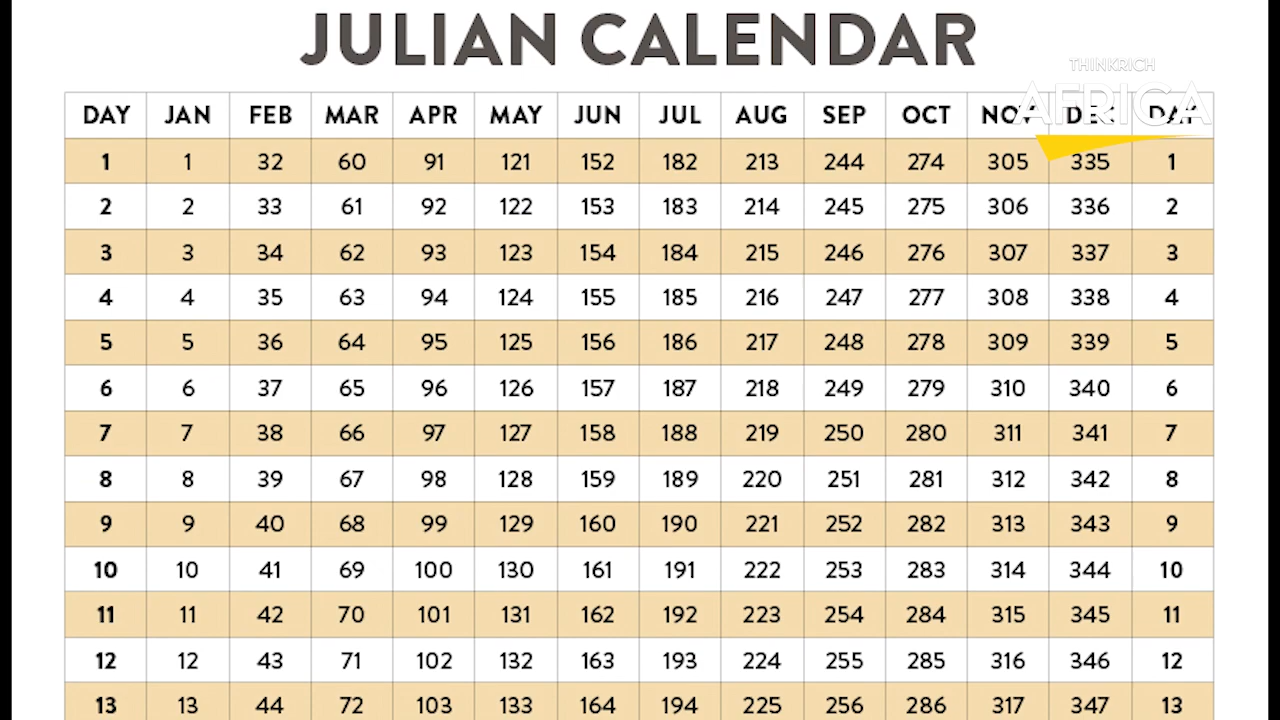 JULIAN CALENDAR
THINKRICH
AFRICA
DAY JAN FEB MAR APR MAY JUN JUL AUG SEP OCT NOV DEC DAY
1 1 32 60 91 121 152 182 213 244 274 305 335 1
2 2 33 61 92 122 153 183 214 245 275 306 336 2
3 3 34 62 93 123 154 184 215 246 276 307 337 3
4 4 35 63 94 124 155 185 216 247 277 308 338 4
5 5 36 64 95 125 156 186 217 248 278 309 339 5
6 6 37 65 96 126 157 187 218 249 279 310 340 6
7 7 38 66 97 127 158 188 219 250 280 311 341 7
8 8 39 67 98 128 159 189 220 251 281 312 342 8
9 9 40 68 99 129 160 190 221 252 282 313 343 9
10 10 41 69 100 130 161 191 222 253 283 314 344 10
11 11 42 70 101 131 162 192 223 254 284 315 345 11
12 12 43 71 102 132 163 193 224 255 285 316 346 12
13 13 44 72 103 133 164 194 225 256 286 317 347 13